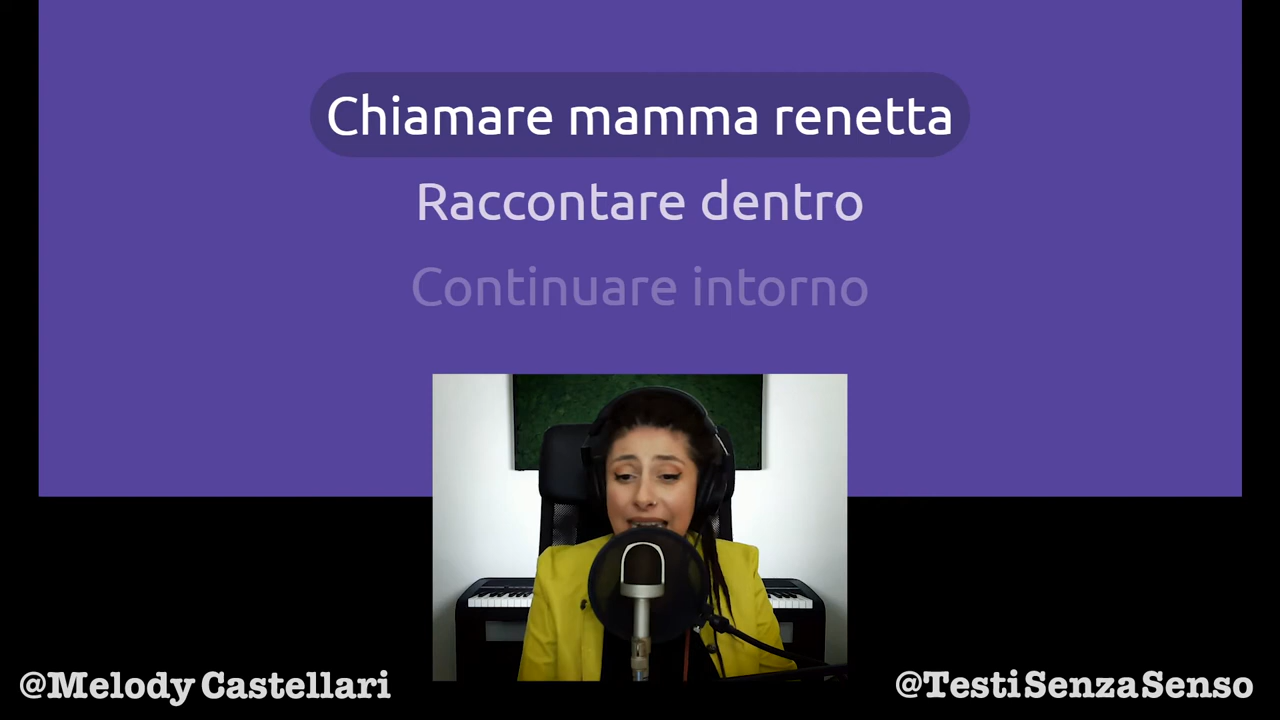 Chiamare mamma renetta
Raccontare dentro
Continuare intorno
@Melody Castellari
@TestiSenzaSenso